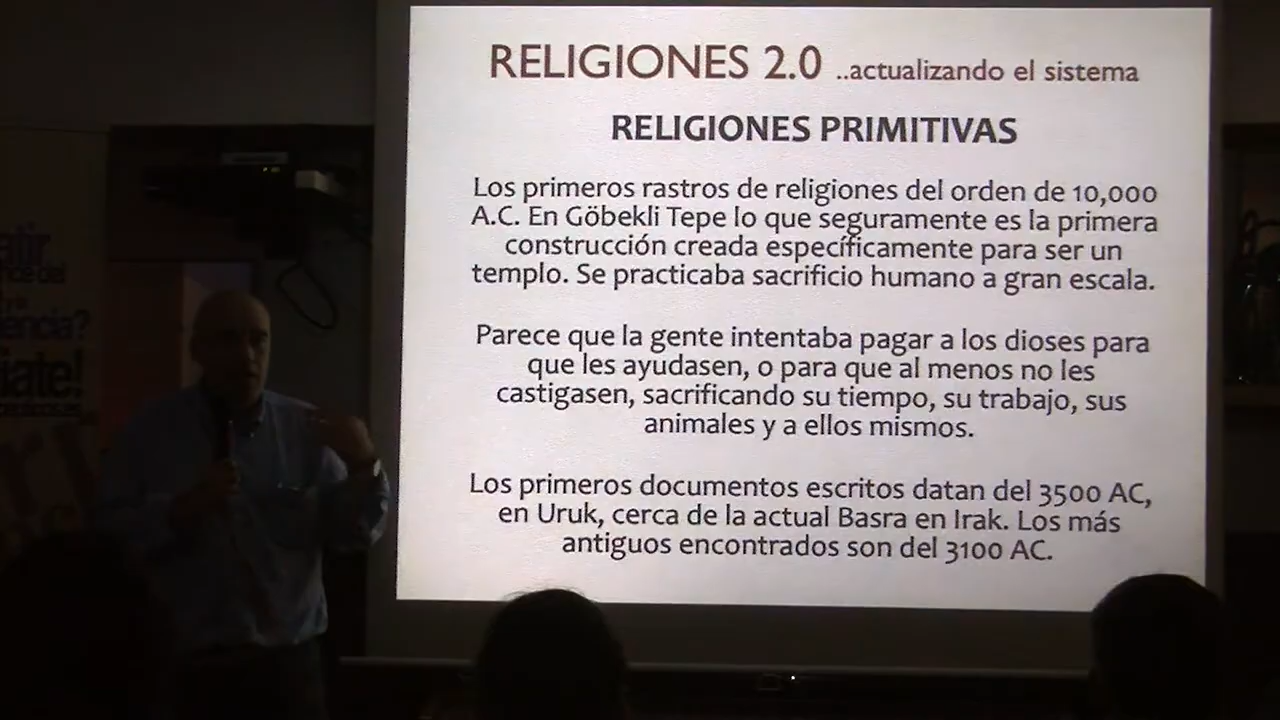 RELIGIONES 2.0 ..actualizando el sistema
RELIGIONES PRIMITIVAS
Los primeros rastros de religiones del orden de 10,000
A.C. En Göbekli Tepe lo que seguramente es la primera
construcción creada específicamente para ser un
templo. Se practicaba sacrificio humano a gran escala.
Parece que la gente intentaba pagar a los dioses para
que les ayudasen, o para que al menos no les
castigasen, sacrificando su tiempo, su trabajo, sus
animales y a ellos mismos.
Los primeros documentos escritos datan del 3500 AC,
en Uruk, cerca de la actual Basra en Irak. Los más
antiguos encontrados son del 3100 AC.